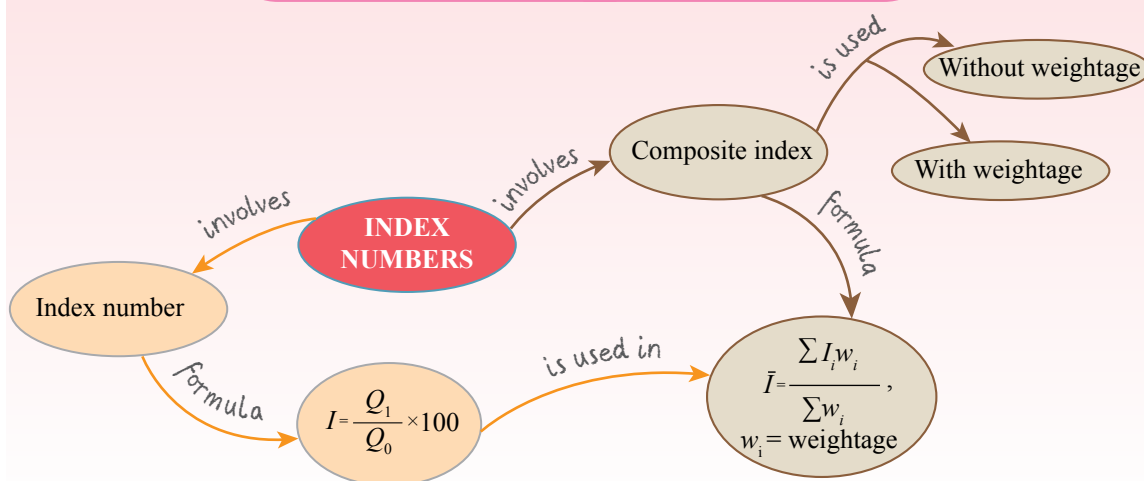 is used
Without weightage
Composite index
With weightage
involves
involves
INDEX
NUMBERS
formula
Index number
is used in
formula
I = Q₁/Q₀ ×100
Ī = ∑ Iᵢwᵢ / ∑wᵢ ,
wᵢ = weightage